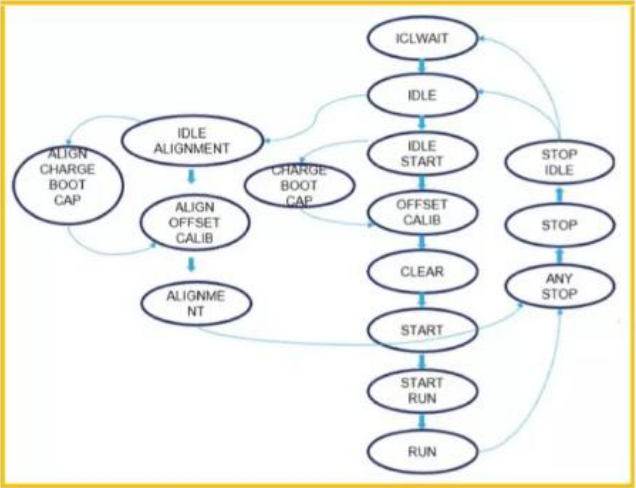 ICLWAIT
IDLE
IDLE
ALIGNMENT
ALIGN
CHARGE
BOOT
CAP
ALIGN
OFFSET
CALIB
ALIGNME
NT
IDLE
START
CHARGE
BOOT
CAP
OFFSET
CALIB
CLEAR
START
START
RUN
RUN
STOP
IDLE
STOP
ANY
STOP